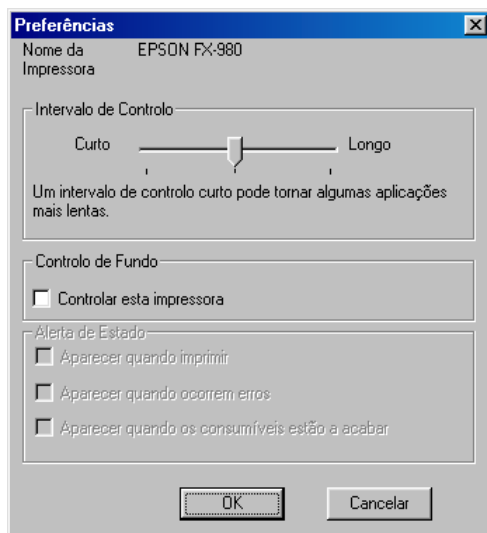 Preferências
Nome da EPSON FX-980
Impressora
Intervalo de Controlo
Curto Longo
Um intervalo de controlo curto pode tornar algumas aplicações
mais lentas.
Controlo de Fundo
Controlar esta impressora
Alerta de Estado
Aparecer quando imprimir
Aparecer quando ocorrem erros
Aparecer quando os consumíveis estão a acabar
OK Cancelar